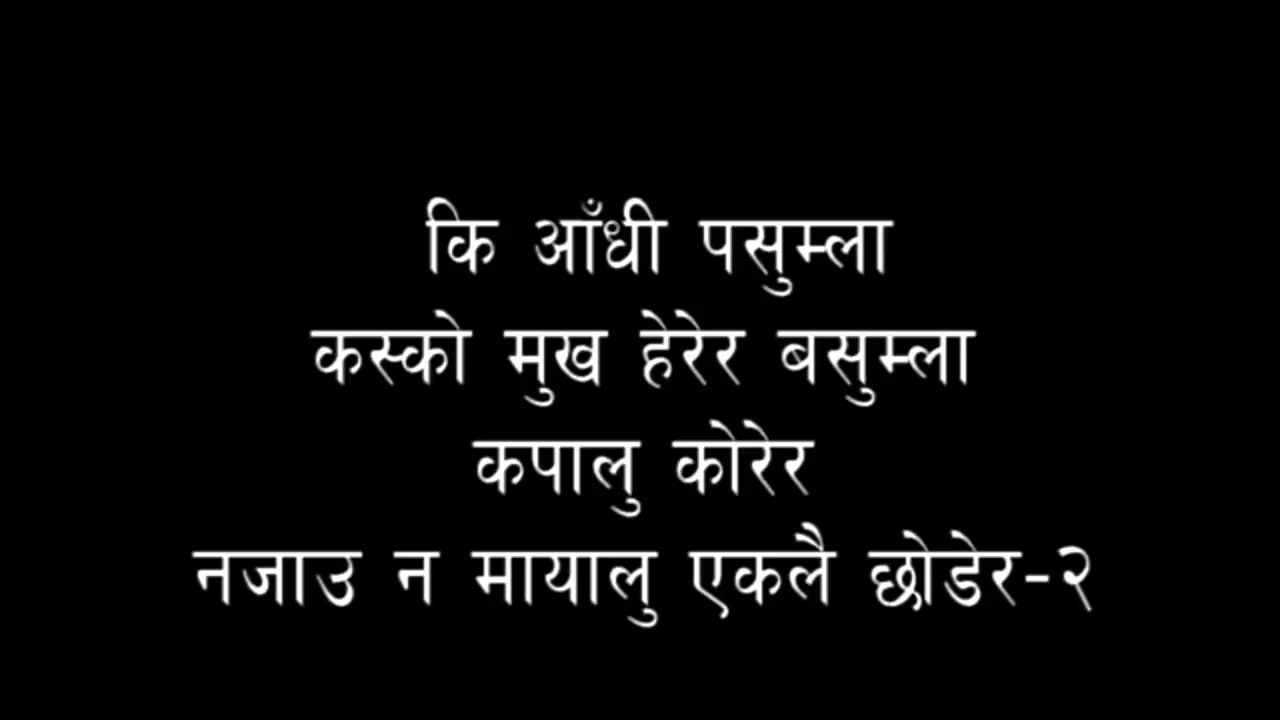 कि आँधी पसुम्ला
कस्को मुख हेरेर बसुम्ला
कपालु कोरेर
नजाउ न मायालु एकलै छोडेर-२